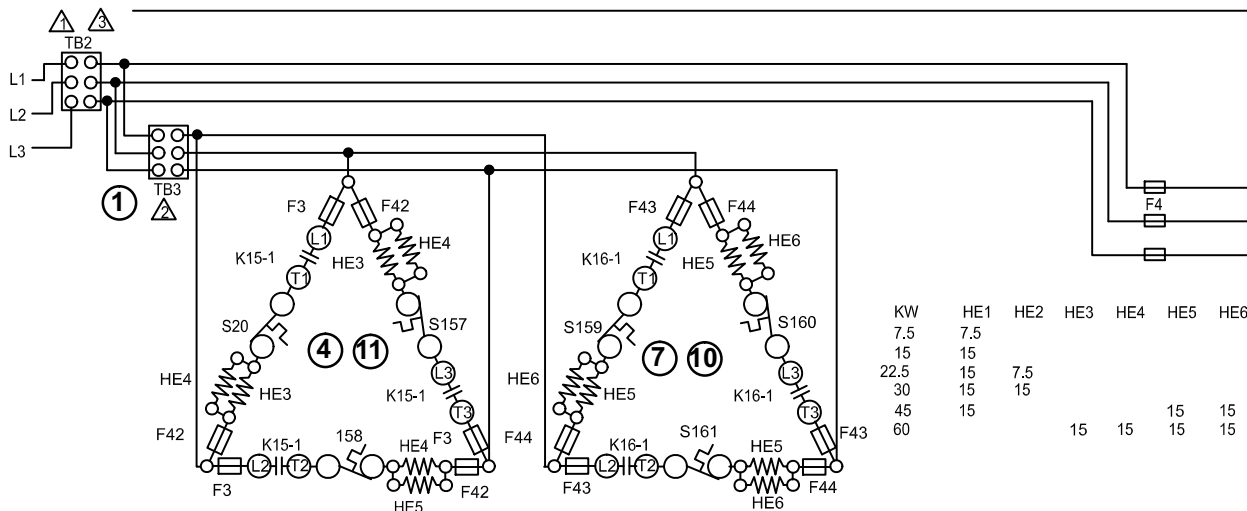 1 3
TB2
L1
L2
L3
1
TB3
2
F4
F3 F42
F43 F44
L1
HE4
L1
HE6
K15-1
HE3
K16-1
HE5
T1
T1
S20
S157
S159
S160
4 11
7 10
HE4
HE3
L3
K15-1
T3
HE6
HE5
L3
K16-1
T3
F42
K15-1
158
HE4
F3
F44
K16-1
S161
HE5
F43
L2 T2
L2 T2
F3
HE5
F42
F43
HE6
F44
KW HE1 HE2 HE3 HE4 HE5 HE6
7.5 7.5
15 15
22.5 15 7.5
30 15 15
45 15 15 15
60 15 15 15 15